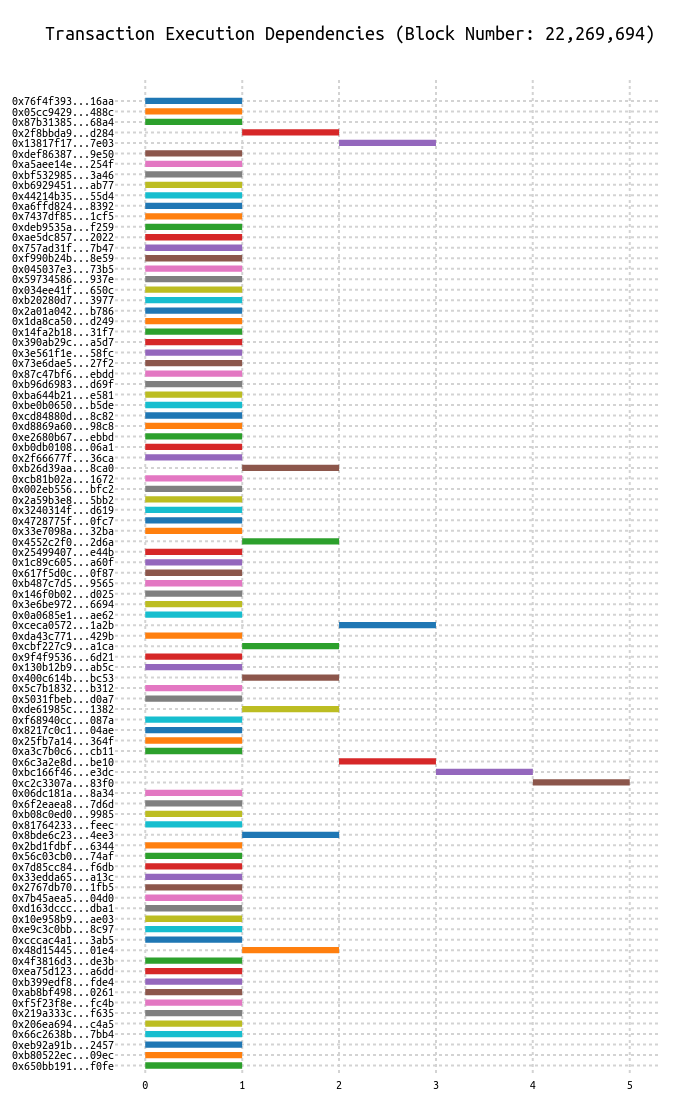 Transaction Execution Dependencies (Block Number: 22,269,694)
0x76f4f393...16aa
0x05cc9429...488c
0x87b31385...68a4
0x2f8bbda9...d284
0x13817f17...7e03
0xdef86387...9e50
0xa5aee14e...254f
0xbf532985...3a46
0xb6929451...ab77
0x44214b35...55d4
0xa6ffd824...8392
0x7437df85...1cf5
0xdeb9535a...f259
0xae5dc857...2022
0x757ad31f...7b47
0xf990b24b...8e59
0x045037e3...73b5
0x59734586...937e
0x034ee41f...650c
0xb20280d7...3977
0x2a01a042...b786
0x1da8ca50...d249
0x14fa2b18...31f7
0x390ab29c...a5d7
0x3e561f1e...58fc
0x73e6dae5...27f2
0x87c47bf6...ebdd
0xb96d6983...d69f
0xba644b21...e581
0xbe0b0650...b5de
0xcd84880d...8c82
0xd8869a60...98c8
0xe2680b67...ebbd
0xb0db0108...06a1
0x2f66677f...36ca
0xb26d39aa...8ca0
0xcb81b02a...1672
0x002eb556...bfc2
0x2a59b3e8...5bb2
0x3240314f...d619
0x4728775f...0fc7
0x33e7098a...32ba
0x4552c2f0...2d6a
0x25499407...e44b
0x1c89c605...a60f
0x617f5d0c...0f87
0xb487c7d5...9565
0x146f0b02...d025
0x3e6be972...6694
0x0a0685e1...ae62
0xceca0572...1a2b
0xda43c771...429b
0xcbf227c9...a1ca
0x9f4f9536...6d21
0x130b12b9...ab5c
0x400c614b...bc53
0x5c7b1832...b312
0x5031fbeb...d0a7
0xde61985c...1382
0xf68940cc...087a
0x8217c0c1...04ae
0x25fb7a14...364f
0xa3c7b0c6...cb11
0x6c3a2e8d...be10
0xbc166f46...e3dc
0xc2c3307a...83f0
0x06dc181a...8a34
0x6f2eaea8...7d6d
0xb08c0ed0...9985
0x81764233...feec
0x8bde6c23...4ee3
0x2bd1fdbf...6344
0x56c03cb0...74af
0x7d85cc84...f6db
0x33edda65...a13c
0x2767db70...1fb5
0x7b45aea5...04d0
0xd163dccc...dba1
0x10e958b9...ae03
0xe9c3c0bb...8c97
0xcccac4a1...3ab5
0x48d15445...01e4
0x4f3816d3...de3b
0xea75d123...a6dd
0xb399edf8...fde4
0xab8bf498...0261
0xf5f23f8e...fc4b
0x219a333c...f635
0x206ea694...c4a5
0x66c2638b...7bb4
0xeb92a91b...2457
0xb80522ec...09ec
0x650bb191...f0fe
0 1 2 3 4 5